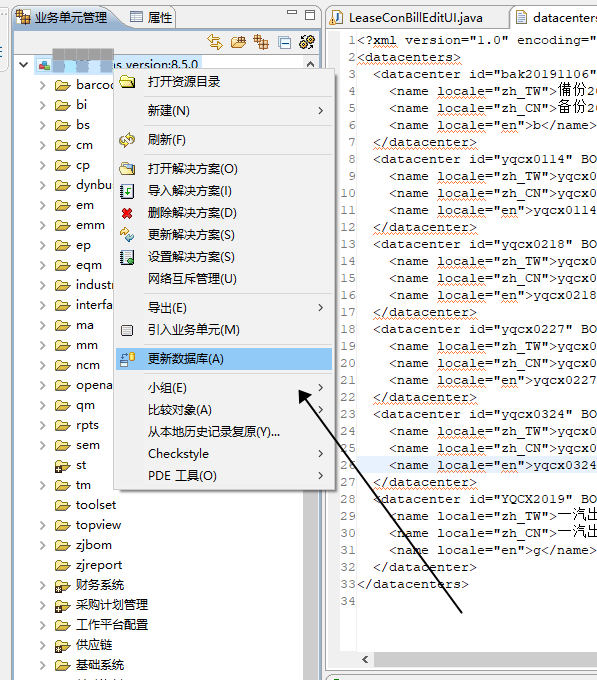 业务单元管理
属性
version:8.5.0
barcod
bi
bs
cm
cp
dynbu
em
emm
ep
eqm
industr
interfa
ma
mm
ncm
opena
qm
rpts
sem
st
tm
toolset
topview
zjbom
zjreport
财务系统
采购计划管理
工作平台配置
供应链
基础系统
打开资源目录
新建(N)
刷新(F)
打开解决方案(O)
导入解决方案(I)
删除解决方案(D)
更新解决方案(S)
设置解决方案(S)
网络互斥管理(U)
导出(E)
引入业务单元(M)
更新数据库(A)
小组(E)
比较对象(A)
从本地历史记录复原(Y)...
Checkstyle
PDE 工具(O)
LeaseConBillEditUI.java
datacenters
1 <?xml version="1.0" encoding="
2 <datacenters>
3 <datacenter id="bak20191106"
4 <name locale="zh_TW">備份20
5 <name locale="zh_CN">备份20
6 <name locale="en">b</name>
7 </datacenter>
8 <datacenter id="yqcx0114" BO
9 <name locale="zh_TW">yqcx0
10 <name locale="zh_CN">yqcx0
11 <name locale="en">yqcx0114
12 </datacenter>
13 <datacenter id="yqcx0218" BO
14 <name locale="zh_TW">yqcx0
15 <name locale="zh_CN">yqcx0
16 <name locale="en">yqcx0218
17 </datacenter>
18 <datacenter id="yqcx0227" BO
19 <name locale="zh_TW">yqcx0
20 <name locale="zh_CN">yqcx0
21 <name locale="en">yqcx0227
22 </datacenter>
23 <datacenter id="yqcx0324" BO
24 <name locale="zh_TW">yqcx0
25 <name locale="zh_CN">yqcx0
26 <name locale="en">yqcx0324
27 </datacenter>
28 <datacenter id="YQCX2019" BO
29 <name locale="zh_TW">一汽出
30 <name locale="zh_CN">一汽出
31 <name locale="en">g</name>
32 </datacenter>
33 </datacenters>
34